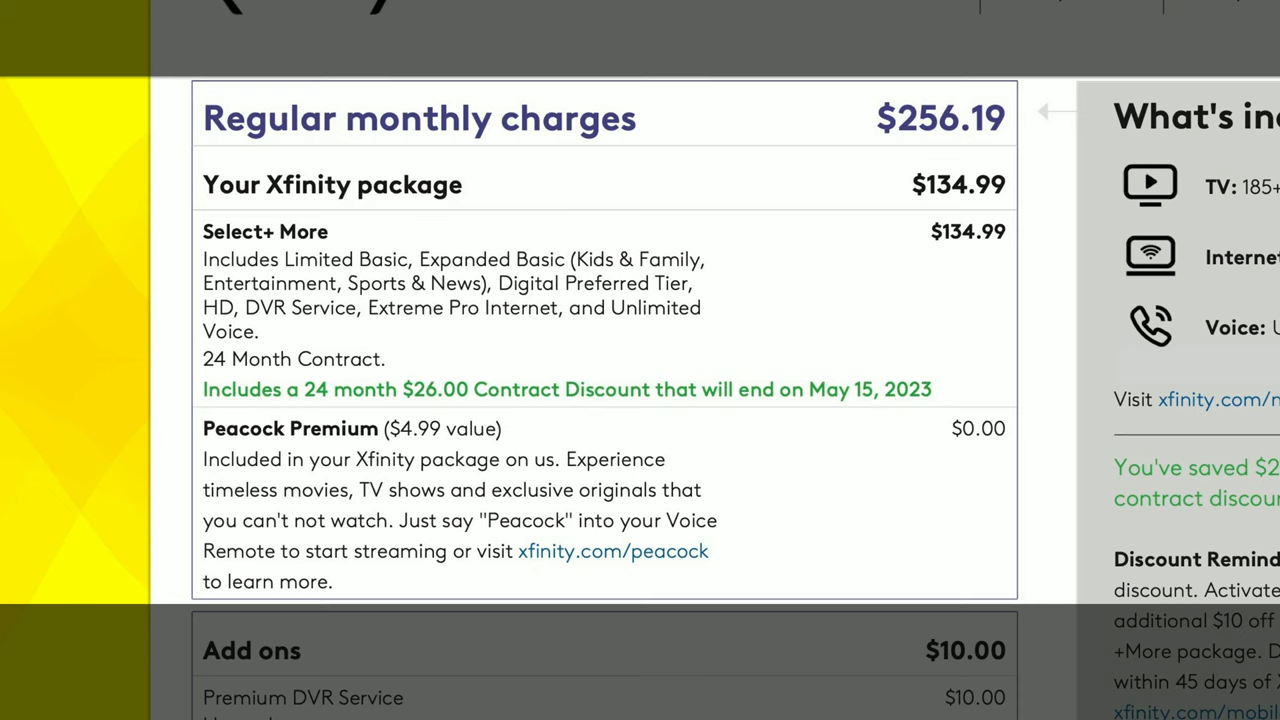 Regular monthly charges $256.19
Your Xfinity package $134.99
Select+ More $134.99
Includes Limited Basic, Expanded Basic (Kids & Family,
Entertainment, Sports & News), Digital Preferred Tier,
HD, DVR Service, Extreme Pro Internet, and Unlimited
Voice.
24 Month Contract.
Includes a 24 month $26.00 Contract Discount that will end on May 15, 2023
Peacock Premium ($4.99 value) $0.00
Included in your Xfinity package on us. Experience
timeless movies, TV shows and exclusive originals that
you can't not watch. Just say "Peacock" into your Voice
Remote to start streaming or visit xfinity.com/peacock
to learn more.
Add ons $10.00
Premium DVR Service $10.00
What's
TV: 185+
Voice:
Visit
You've saved
contract
discount. Activate
additional $10 off
+More package.
within 45 days of